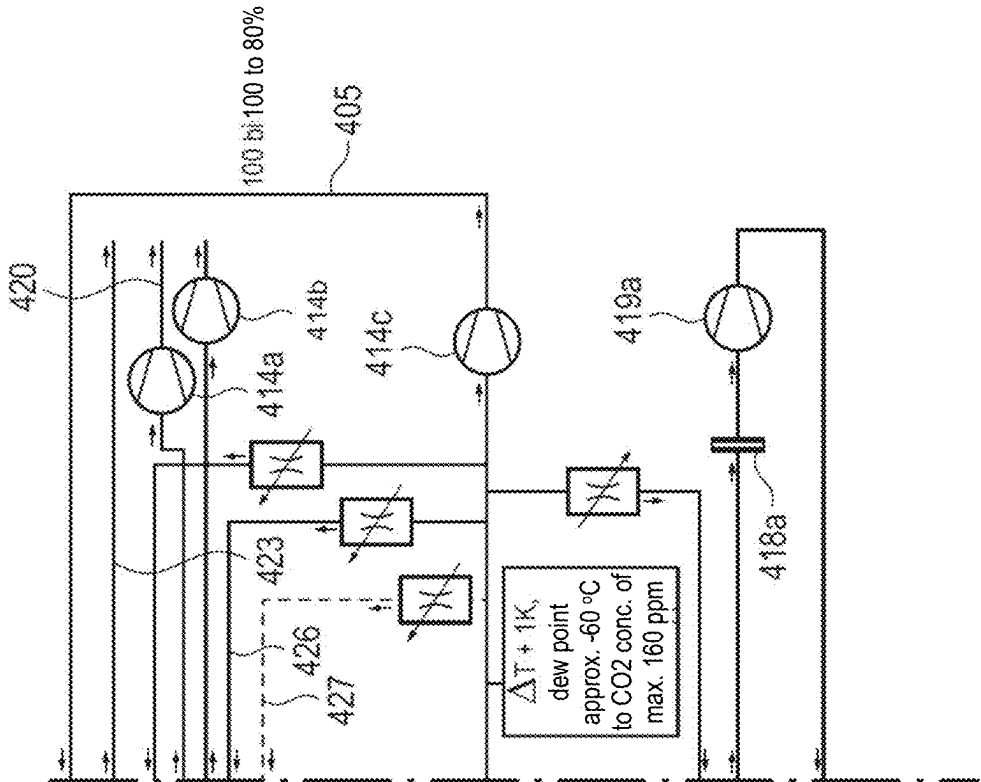 100 bi 100 to 80%
405
420
414b
414a
414c
419a
423
426
427
418a
ΔT + 1K,
dew point
approx. -60 °C
to CO2 conc. of
max. 160 ppm